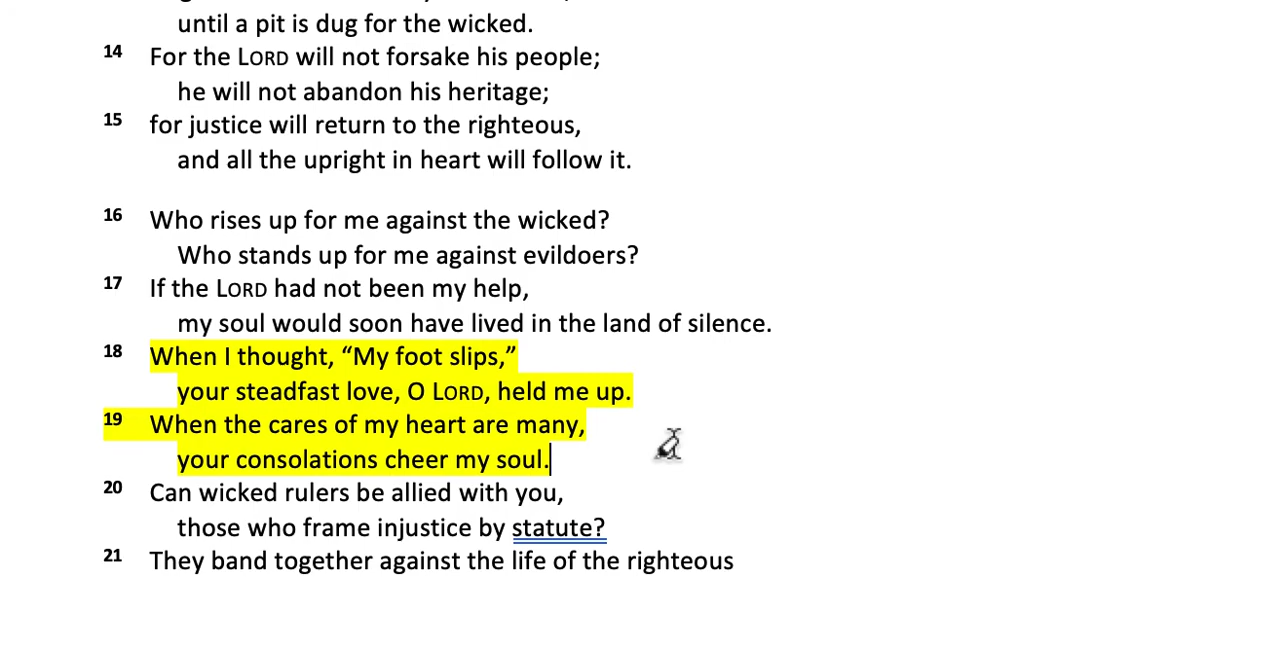 until a pit is dug for the wicked.
14 For the LORD will not forsake his people;
he will not abandon his heritage;
15 for justice will return to the righteous,
and all the upright in heart will follow it.
16 Who rises up for me against the wicked?
Who stands up for me against evildoers?
17 If the LORD had not been my help,
my soul would soon have lived in the land of silence.
18 When I thought, “My foot slips,”
your steadfast love, O LORD, held me up.
19 When the cares of my heart are many,
your consolations cheer my soul.
20 Can wicked rulers be allied with you,
those who frame injustice by statute?
21 They band together against the life of the righteous